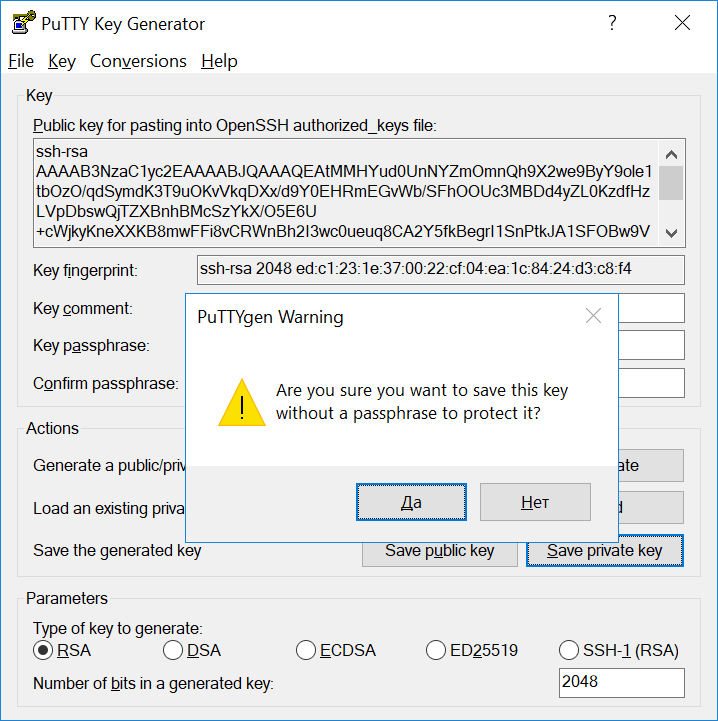 PuTTY Key Generator
File Key Conversions Help
Key
Public key for pasting into OpenSSH authorized_keys file:
ssh-rsa
AAAAB3NzaC1yc2EAAAABJQAAAQEAtMMHYud0UnNYZmOmnQh9X2we9ByY9ole1
tbOzO/qdSymdK3T9uOKvVkqDXx/d9Y0EHRmEGvWb/SFhOOUc3MBDd4yZL0KzdfHz
LVpDbswQjTZXBnhBMcSzYkX/O5E6U
+cWjkyKneXXKB8mwFFi8vCRWnBh2I3wc0ueuq8CA2Y5fkBegrI1SnPtkJA1SFOBw9V
Key fingerprint:
ssh-rsa 2048 ed:c1:23:1e:37:00:22:cf:04:ea:1c:84:24:d3:c8:f4
Key comment:
PuTTYgen Warning
Key passphrase:
Confirm passphrase:
Are you sure you want to save this key
without a passphrase to protect it?
Actions
Generate a public/priv
ate
Load an existing priva
d
Да
Нет
Save the generated key
Save public key
Save private key
Parameters
Type of key to generate:
RSA DSA ECDSA ED25519 SSH-1 (RSA)
Number of bits in a generated key:
2048